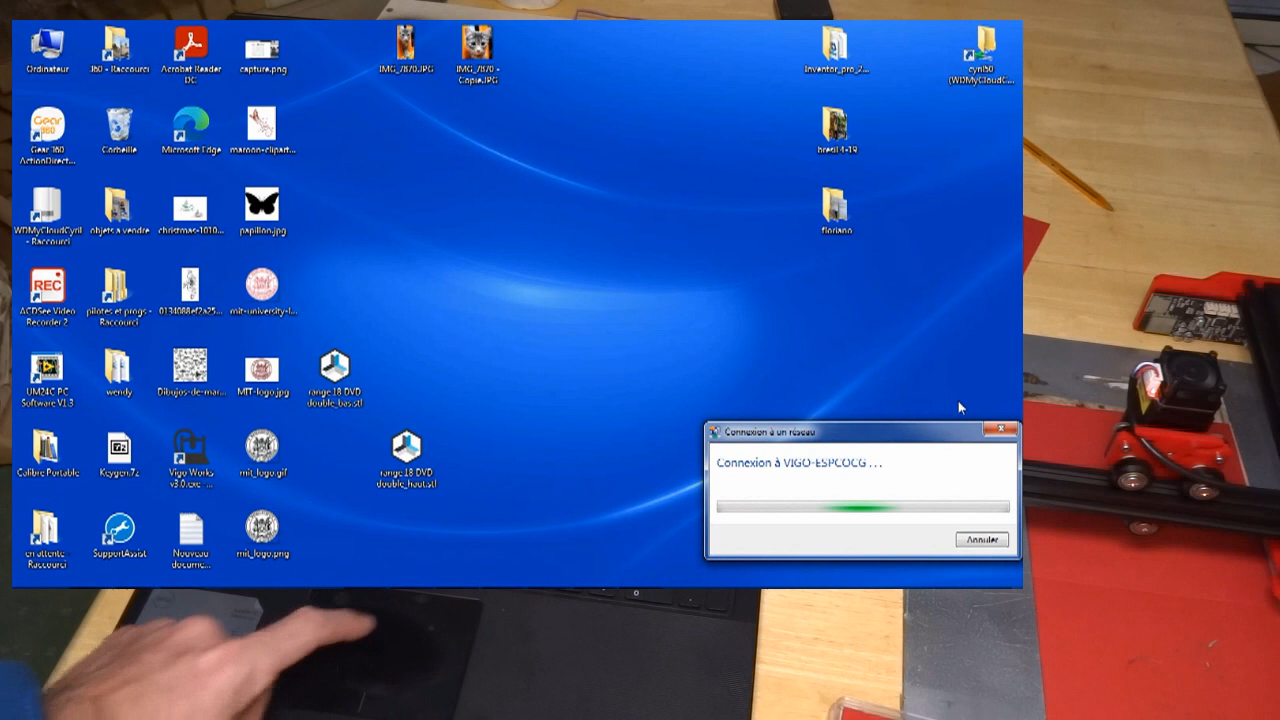 Ordinateur
360 - Raccourci
Acrobat Reader
DC
capture.png
IMG_7870.JPG
IMG_7870 -
Copie.JPG
Inventor_pro_2...
cyril50
(WDMyCloudC...
Gear
360
Gear 360
ActionDirect...
Corbeille
Microsoft Edge
maroon-clipart...
bresil 4-19
WDMyCloudCyril
- Raccourci
objets a vendre
christmas-1010...
papillon.jpg
floriano
REC
ACDSee Video
Recorder 2
pilotes et progs -
Raccourci
0134088ef2a25...
mit-university-l...
UM24C PC
Software V1.3
wendy
Dibujos-de-mar...
MIT-logo.jpg
range 18 DVD
double_bas.stl
Calibre Portable
7z
Keygen.7z
Vigo Works
v3.0.exe -...
mit_logo.gif
range 18 DVD
double_haut.stl
en attente -
Raccourci
SupportAssist
Nouveau
docume...
mit_logo.png
Connexion à un réseau
Connexion à VIGO-ESPCOCG . . .
Annuler